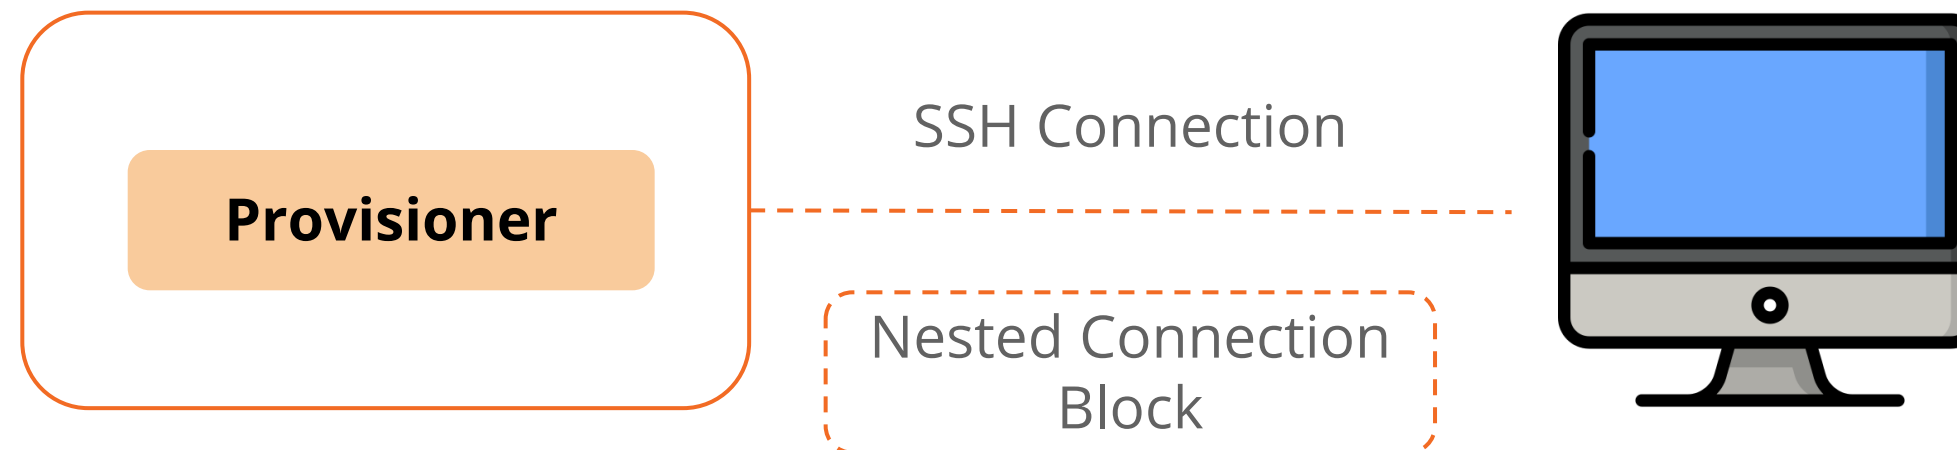 SSH Connection
Provisioner
Nested Connection
Block